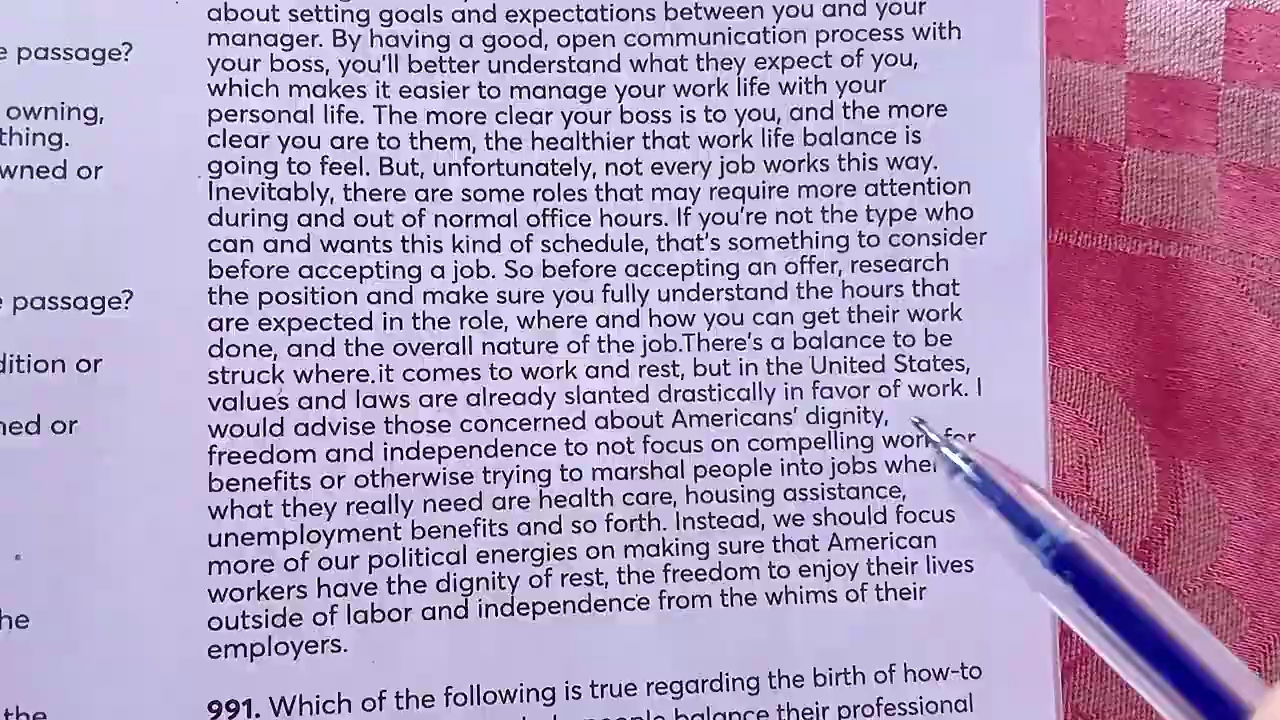 e passage?
owning,
thing.
wned or
e passage?
dition or
ned or
he
the
about setting goals and expectations between you and your
manager. By having a good, open communication process with
your boss, you'll better understand what they expect of you,
which makes it easier to manage your work life with your
personal life. The more clear your boss is to you, and the more
clear you are to them, the healthier that work life balance is
going to feel. But, unfortunately, not every job works this way.
Inevitably, there are some roles that may require more attention
during and out of normal office hours. If you're not the type who
can and wants this kind of schedule, that's something to consider
before accepting a job. So before accepting an offer, research
the position and make sure you fully understand the hours that
are expected in the role, where and how you can get their work
done, and the overall nature of the job.There's a balance to be
struck where.it comes to work and rest, but in the United States,
values and laws are already slanted drastically in favor of work. I
would advise those concerned about Americans' dignity,
freedom and independence to not focus on compelling work for
benefits or otherwise trying to marshal people into jobs when
what they really need are health care, housing assistance,
unemployment benefits and so forth. Instead, we should focus
more of our political energies on making sure that American
workers have the dignity of rest, the freedom to enjoy their lives
outside of labor and independence from the whims of their
employers.
991. Which of the following is true regarding the birth of how-to
people balance their professional